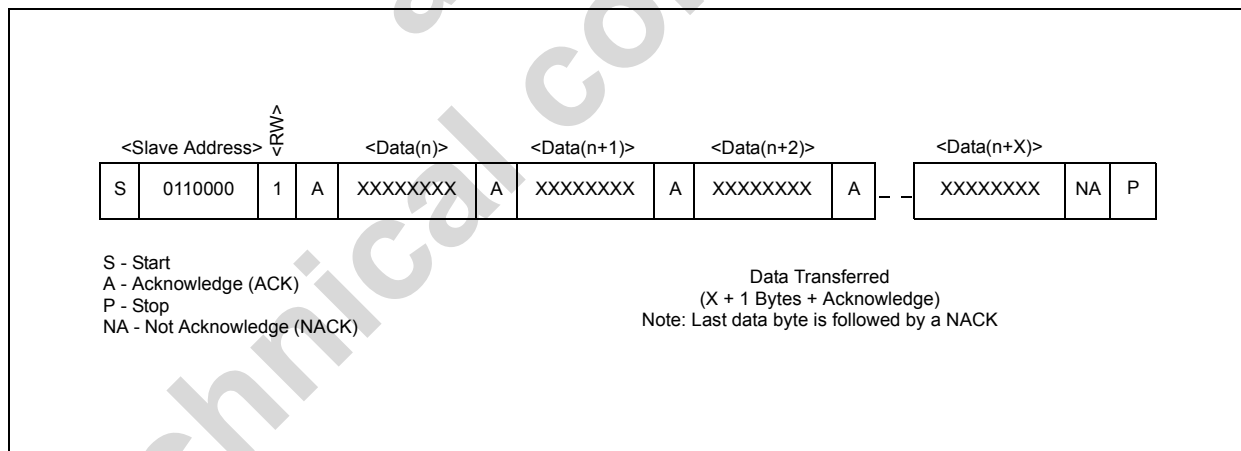 <Slave Address> <RW> <Data(n)> <Data(n+1)> <Data(n+2)> <Data(n+X)>
S 0110000 1 A XXXXXXXX A XXXXXXXX A XXXXXXXX A XXXXXXXX NA P
S - Start
A - Acknowledge (ACK)
P - Stop
NA - Not Acknowledge (NACK)
Data Transferred
(X + 1 Bytes + Acknowledge)
Note: Last data byte is followed by a NACK